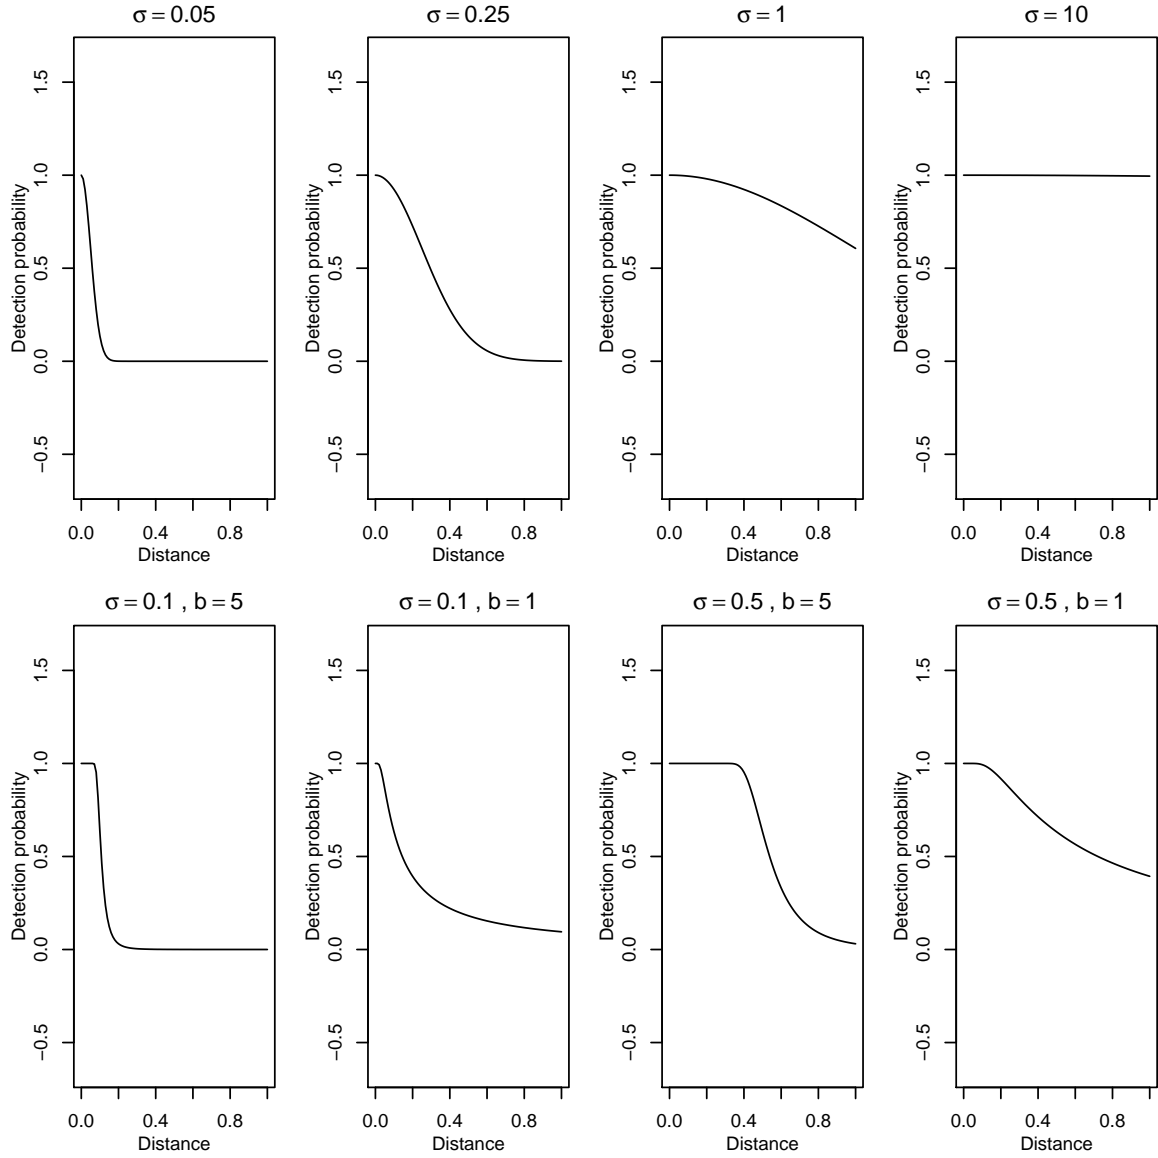 σ = 0.05
Detection probability
1.5
1.0
0.5
0.0
−0.5
0.0 0.4 0.8
Distance
σ = 0.25
Detection probability
1.5
1.0
0.5
0.0
−0.5
0.0 0.4 0.8
Distance
σ = 1
Detection probability
1.5
1.0
0.5
0.0
−0.5
0.0 0.4 0.8
Distance
σ = 10
Detection probability
1.5
1.0
0.5
0.0
−0.5
0.0 0.4 0.8
Distance
σ = 0.1 , b = 5
Detection probability
1.5
1.0
0.5
0.0
−0.5
0.0 0.4 0.8
Distance
σ = 0.1 , b = 1
Detection probability
1.5
1.0
0.5
0.0
−0.5
0.0 0.4 0.8
Distance
σ = 0.5 , b = 5
Detection probability
1.5
1.0
0.5
0.0
−0.5
0.0 0.4 0.8
Distance
σ = 0.5 , b = 1
Detection probability
1.5
1.0
0.5
0.0
−0.5
0.0 0.4 0.8
Distance